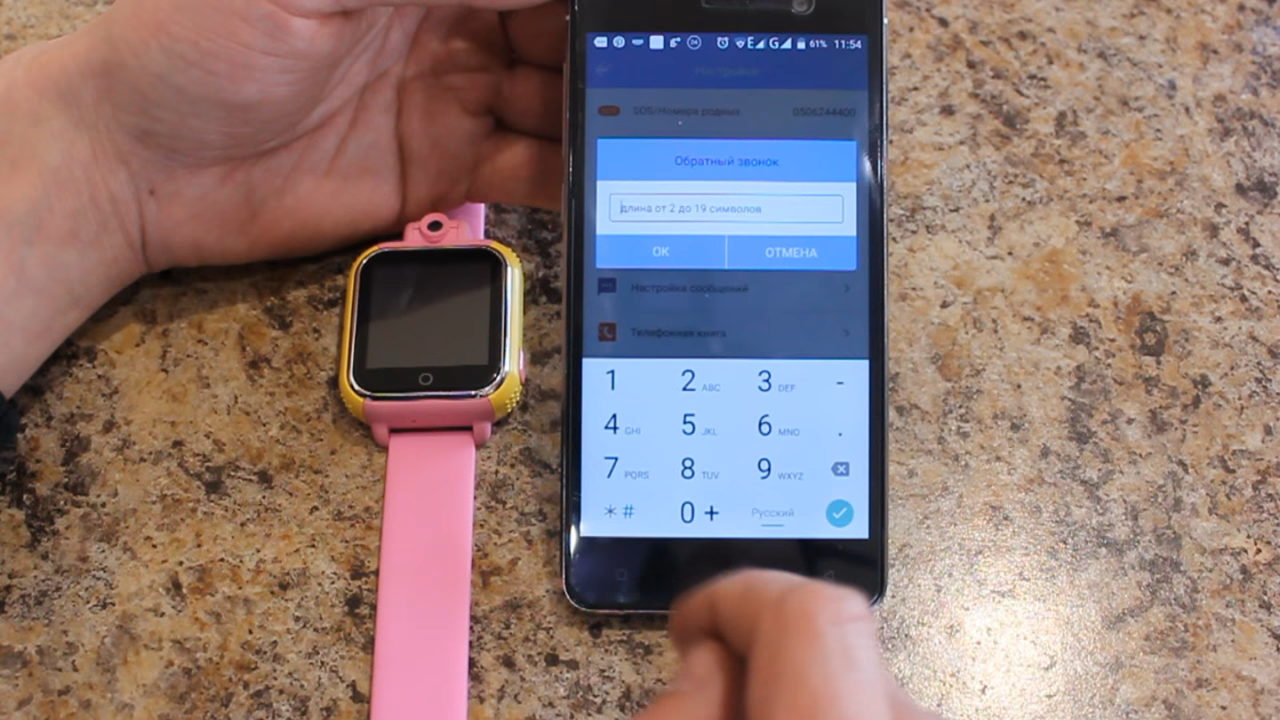 61% 11:54
Настройки
SOS/Номера родных 0506244400
Обратный звонок
длина от 2 до 19 символов
ОК ОТМЕНА
Настройка сообщений
Телефонная книга
1 2 ABC 3 DEF -
4 GHI 5 JKL 6 MNO .
7 PQRS 8 TUV 9 WXYZ
*# 0 + Русский